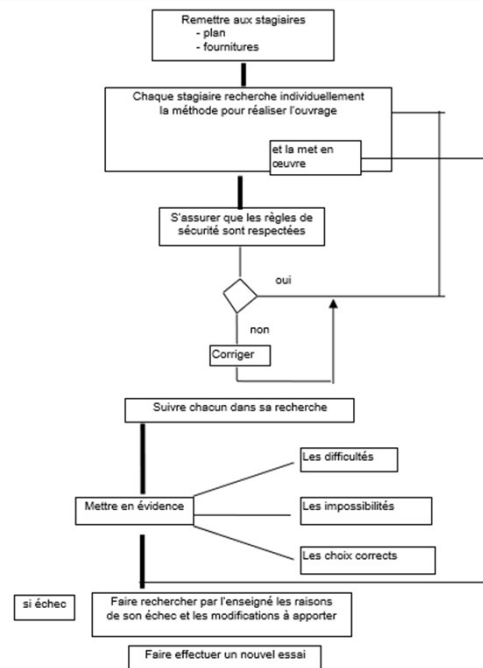 Remettre aux stagiaires
- plan
- fournitures
Chaque stagiaire recherche individuellement
la méthode pour réaliser l'ouvrage
et la met en
œuvre
S'assurer que les règles de
sécurité sont respectées
oui
non
Corriger
Suivre chacun dans sa recherche
Les difficultés
Mettre en évidence
Les impossibilités
Les choix corrects
si échec
Faire rechercher par l'enseigné les raisons
de son échec et les modifications à apporter
Faire effectuer un nouvel essai